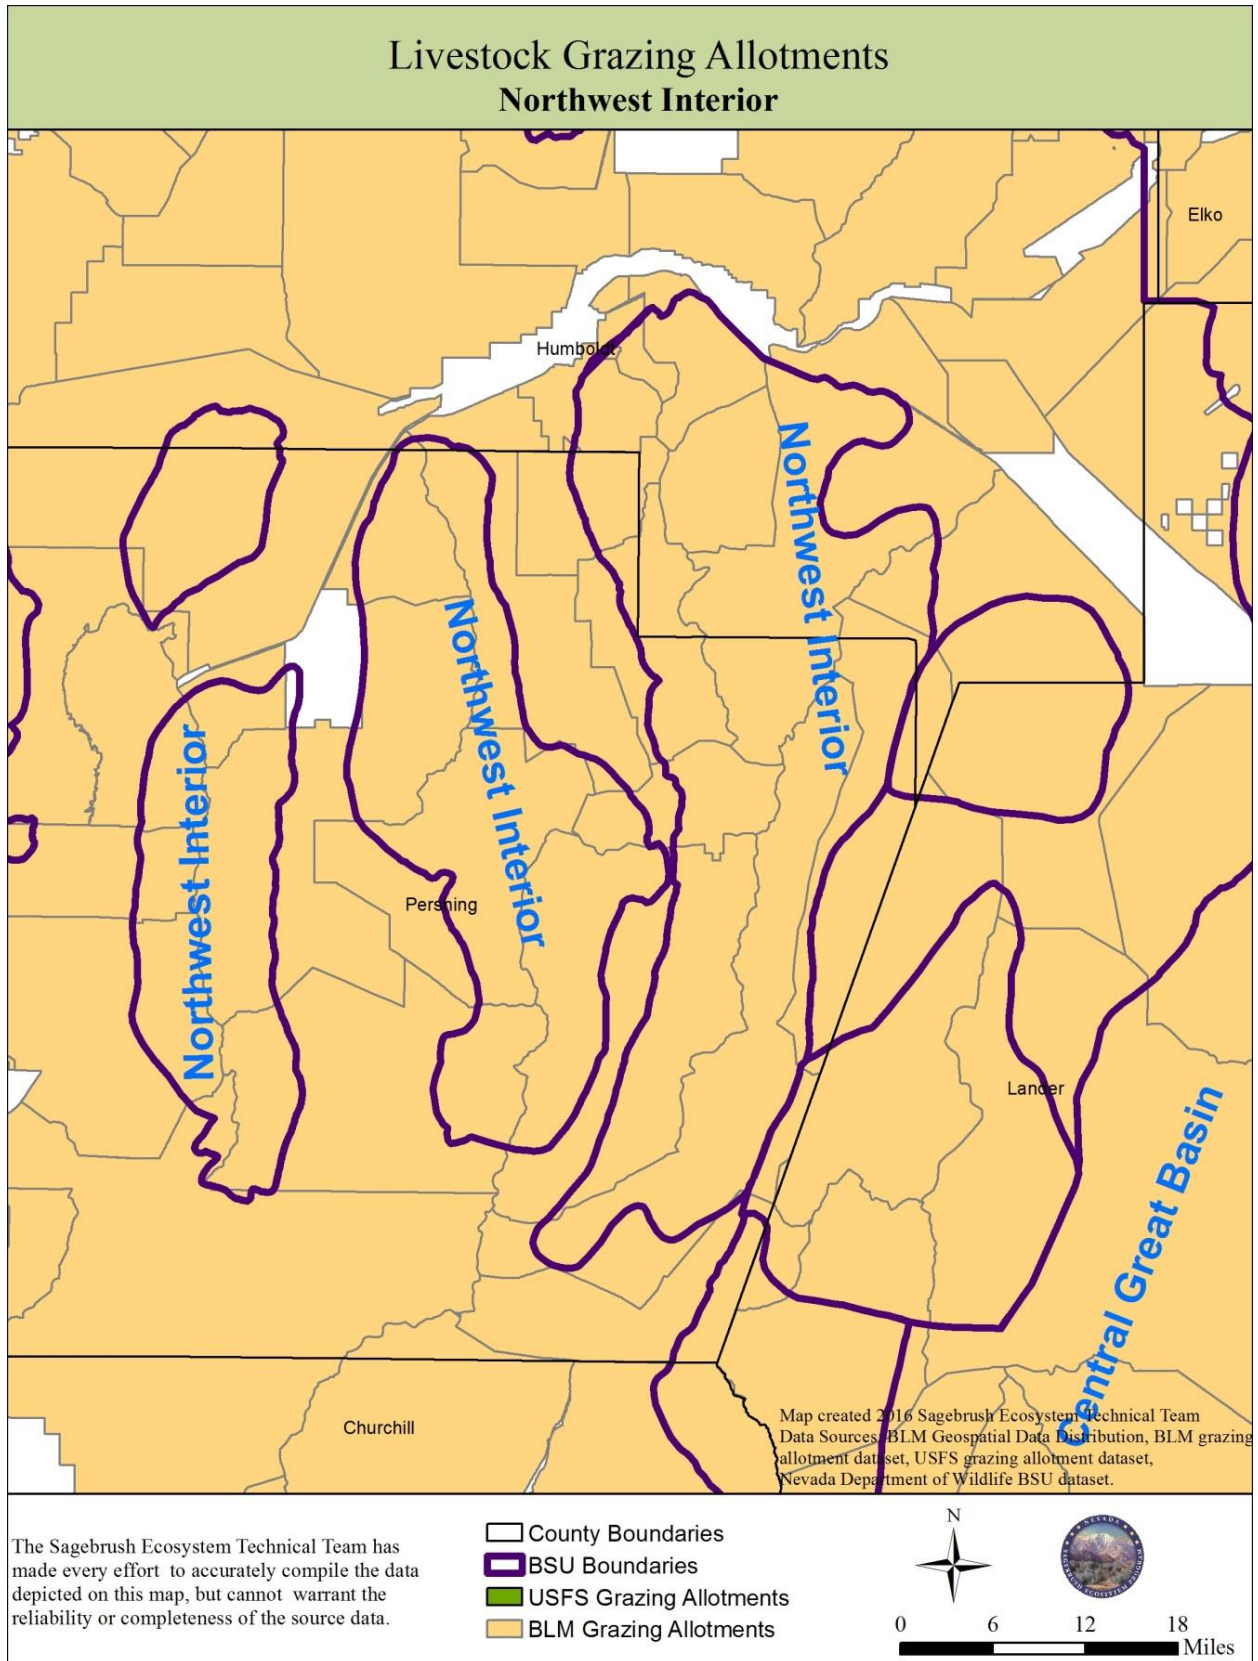 Livestock Grazing Allotments
Northwest Interior
Elko
Humboldt
Northwest Interior
Northwest Interior
Northwest Interior
Pershing
Lander
Central Great Basin
Churchill
Map created 2016 Sagebrush Ecosystem Technical Team
Data Sources: BLM Geospatial Data Distribution, BLM grazing
allotment dataset, USFS grazing allotment dataset,
Nevada Department of Wildlife BSU dataset.
The Sagebrush Ecosystem Technical Team has
made every effort to accurately compile the data
depicted on this map, but cannot warrant the
reliability or completeness of the source data.
County Boundaries
BSU Boundaries
USFS Grazing Allotments
BLM Grazing Allotments
N
NEVADA
SAGEBRUSH ECOSYSTEM PROGRAM
0 6 12 18
Miles